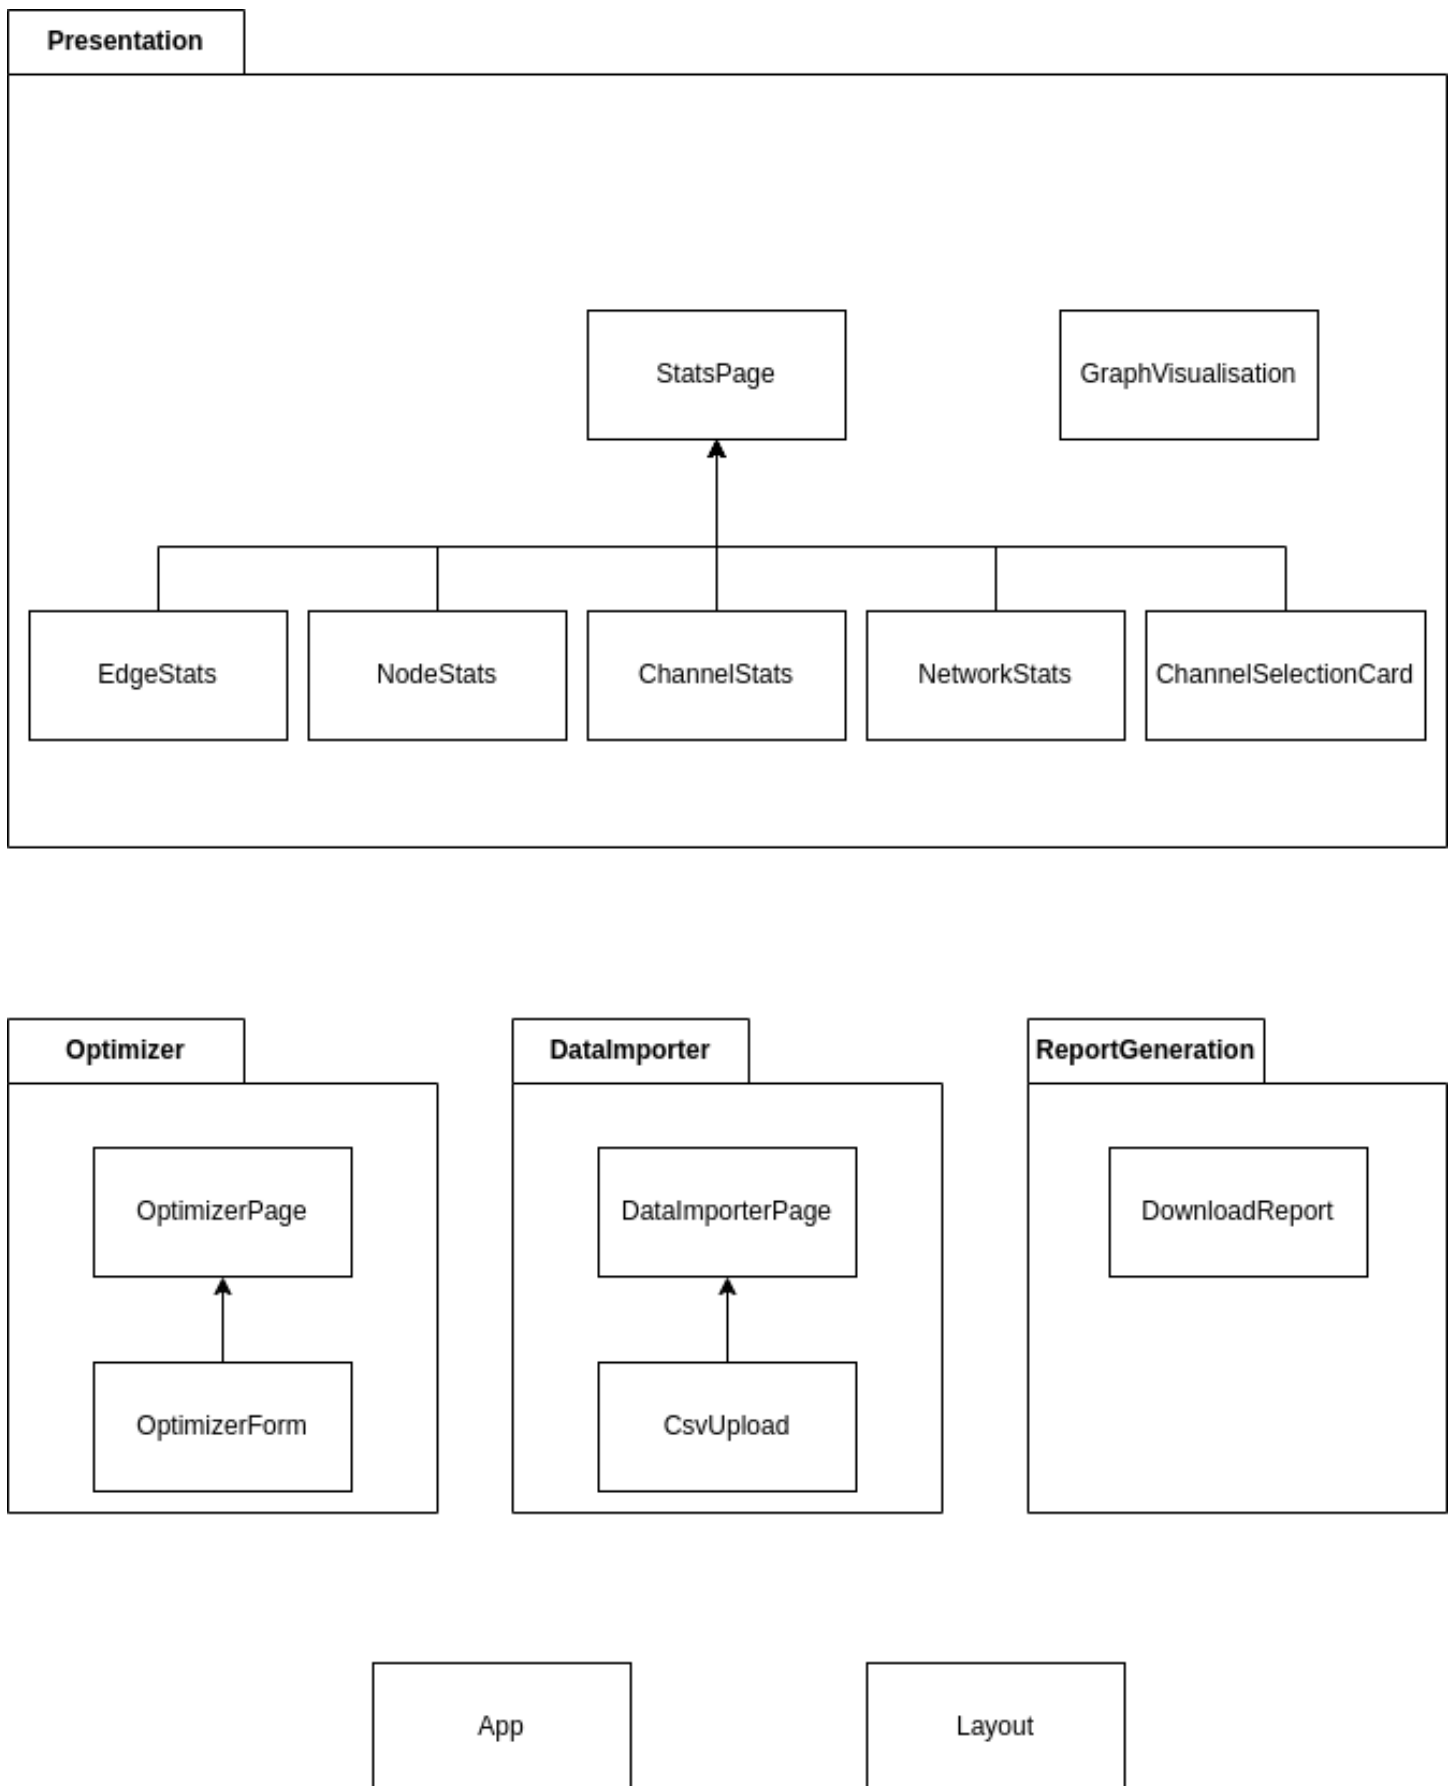 Presentation
StatsPage
GraphVisualisation
EdgeStats
NodeStats
ChannelStats
NetworkStats
ChannelSelectionCard
Optimizer
DataImporter
ReportGeneration
OptimizerPage
DataImporterPage
DownloadReport
OptimizerForm
CsvUpload
App
Layout